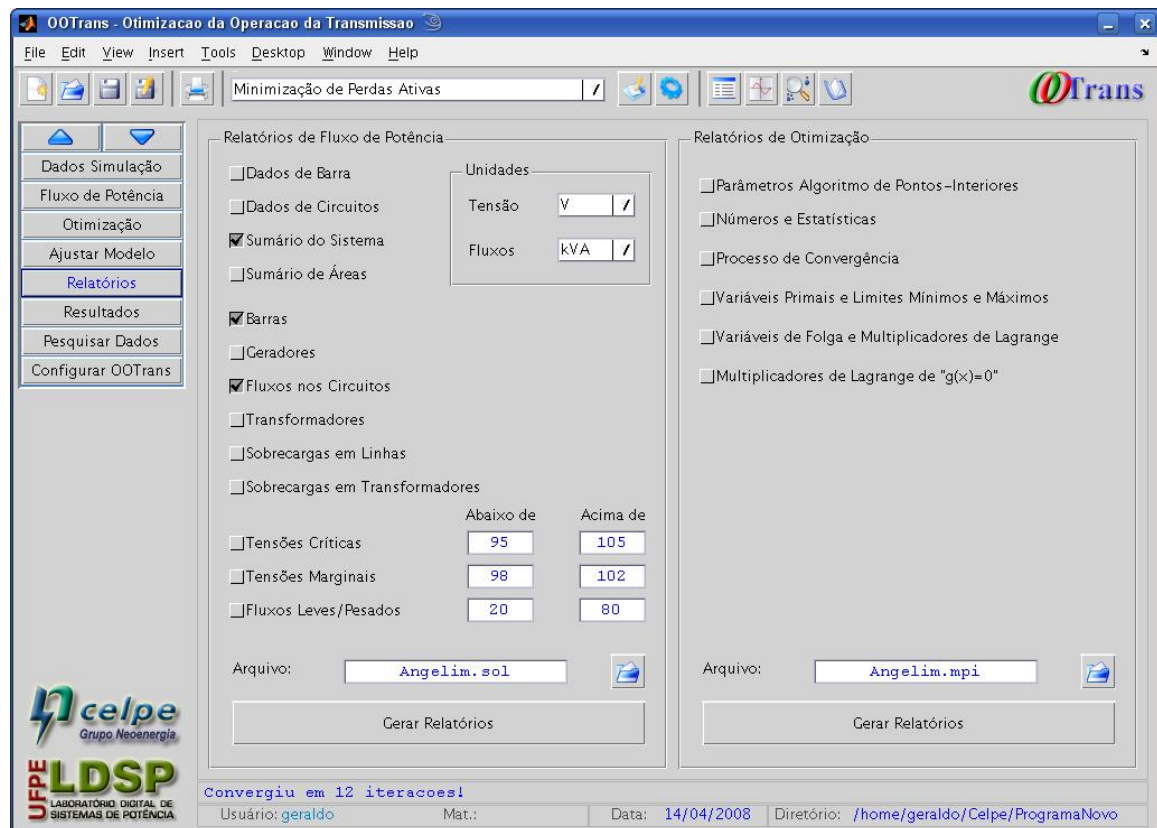 OOTrans - Otimizacao da Operacao da Transmissao
File Edit View Insert Tools Desktop Window Help
Minimização de Perdas Ativas
OOTrans
Dados Simulação
Fluxo de Potência
Otimização
Ajustar Modelo
Relatórios
Resultados
Pesquisar Dados
Configurar OOTrans
Relatórios de Fluxo de Potência
Dados de Barra
Dados de Circuitos
Sumário do Sistema
Sumário de Áreas
Unidades
Tensão V
Fluxos kVA
Barras
Geradores
Fluxos nos Circuitos
Transformadores
Sobrecargas em Linhas
Sobrecargas em Transformadores
Abaixo de Acima de
Tensões Críticas 95 105
Tensões Marginais 98 102
Fluxos Leves/Pesados 20 80
Arquivo: Angelim.sol
Gerar Relatórios
Relatórios de Otimização
Parâmetros Algoritmo de Pontos-Interiores
Números e Estatísticas
Processo de Convergência
Variáveis Primais e Limites Mínimos e Máximos
Variáveis de Folga e Multiplicadores de Lagrange
Multiplicadores de Lagrange de "g(x)=0"
Arquivo: Angelim.mpi
Gerar Relatórios
celpe
Grupo Neoenergia
UFPE
LDSP
LABORATÓRIO DIGITAL DE
SISTEMAS DE POTÊNCIA
Convergiu em 12 iteracoes!
Usuário: geraldo Mat.: Data: 14/04/2008 Diretório: /home/geraldo/Celpe/ProgramaNovo